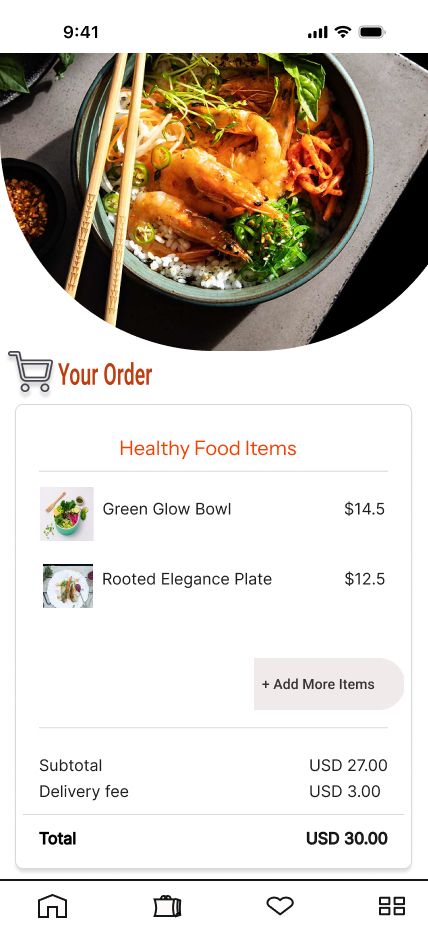 9:41
Your Order
Healthy Food Items
Green Glow Bowl $14.5
Rooted Elegance Plate $12.5
+ Add More Items
Subtotal USD 27.00
Delivery fee USD 3.00
Total USD 30.00